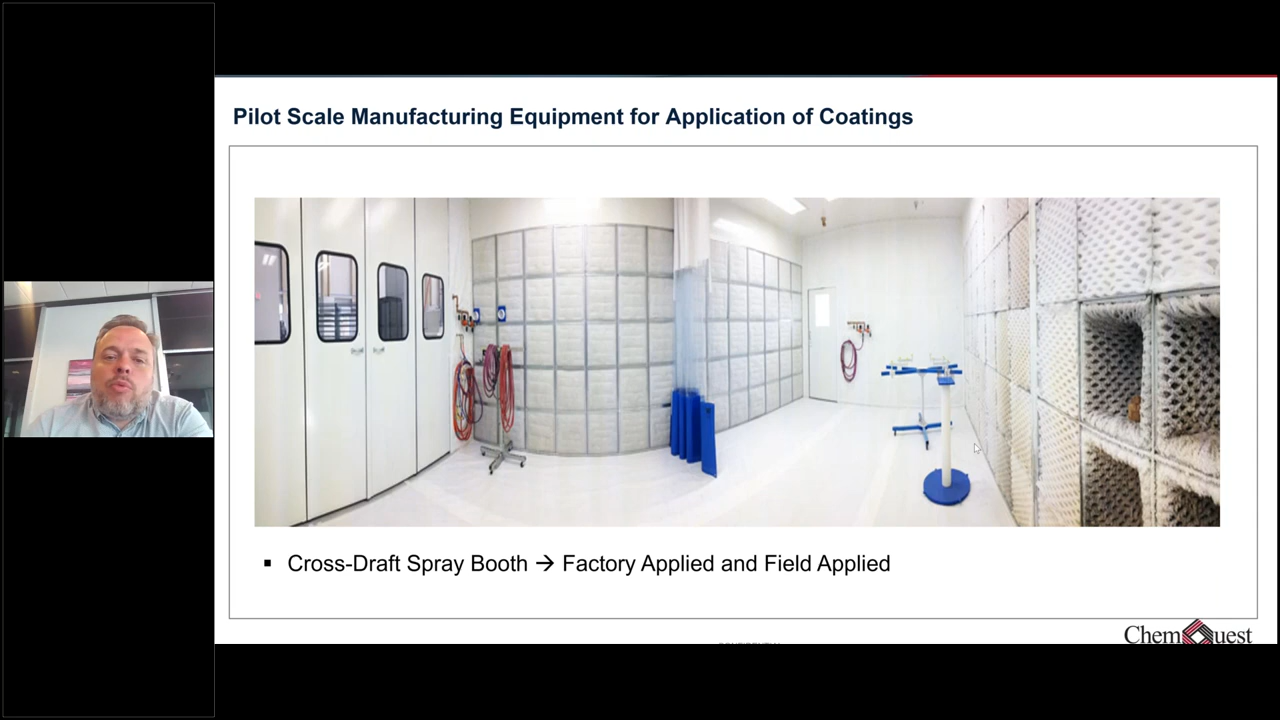 Pilot Scale Manufacturing Equipment for Application of Coatings
▪ Cross-Draft Spray Booth → Factory Applied and Field Applied
ChemQuest